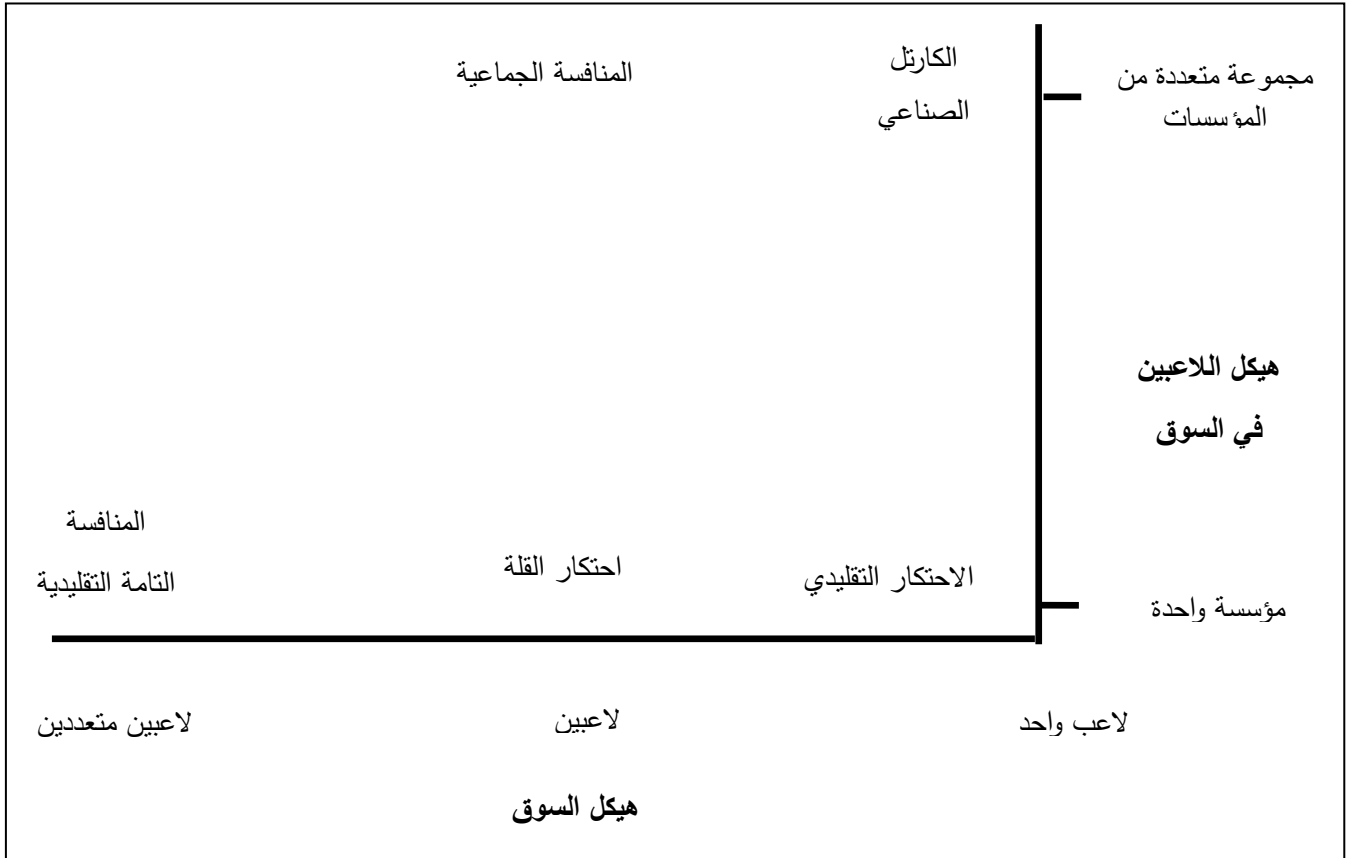 الكارتل
الصناعي
المنافسة الجماعية
مجموعة متعددة من
المؤسسات
هيكل اللاعبين
في السوق
المنافسة
التامة التقليدية
احتكار القلة
الاحتكار التقليدي
مؤسسة واحدة
لاعب واحد
لاعبين
لاعبين متعددين
هيكل السوق